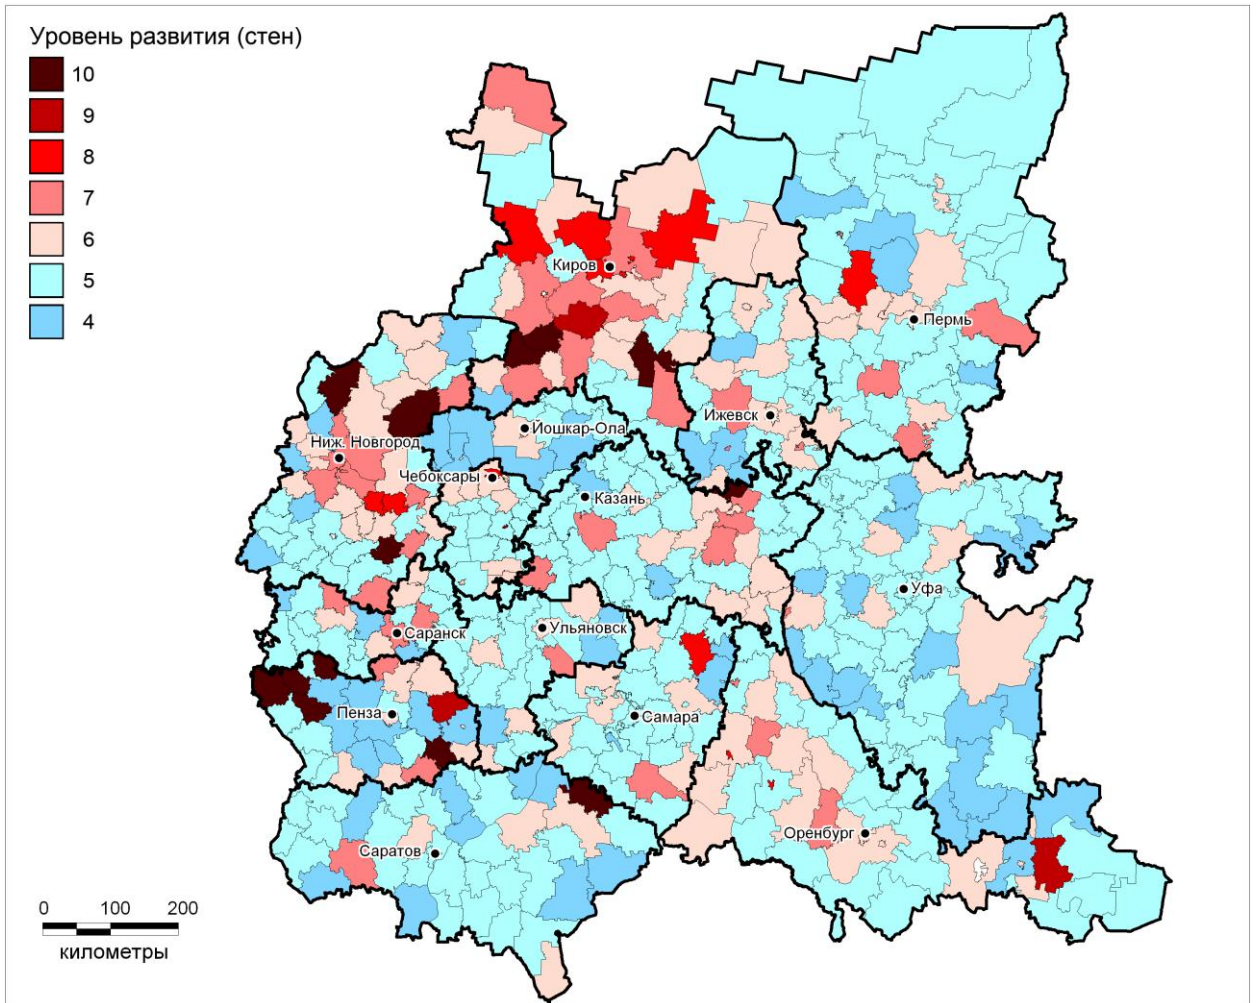 Уровень развития (стен)
10
9
8
7
6
5
4
Киров
Пермь
Ижевск
Йошкар-Ола
Ниж. Новгород
Чебоксары
Казань
Уфа
Саранск
Ульяновск
Пенза
Самара
Оренбург
Саратов
0 100 200
километры